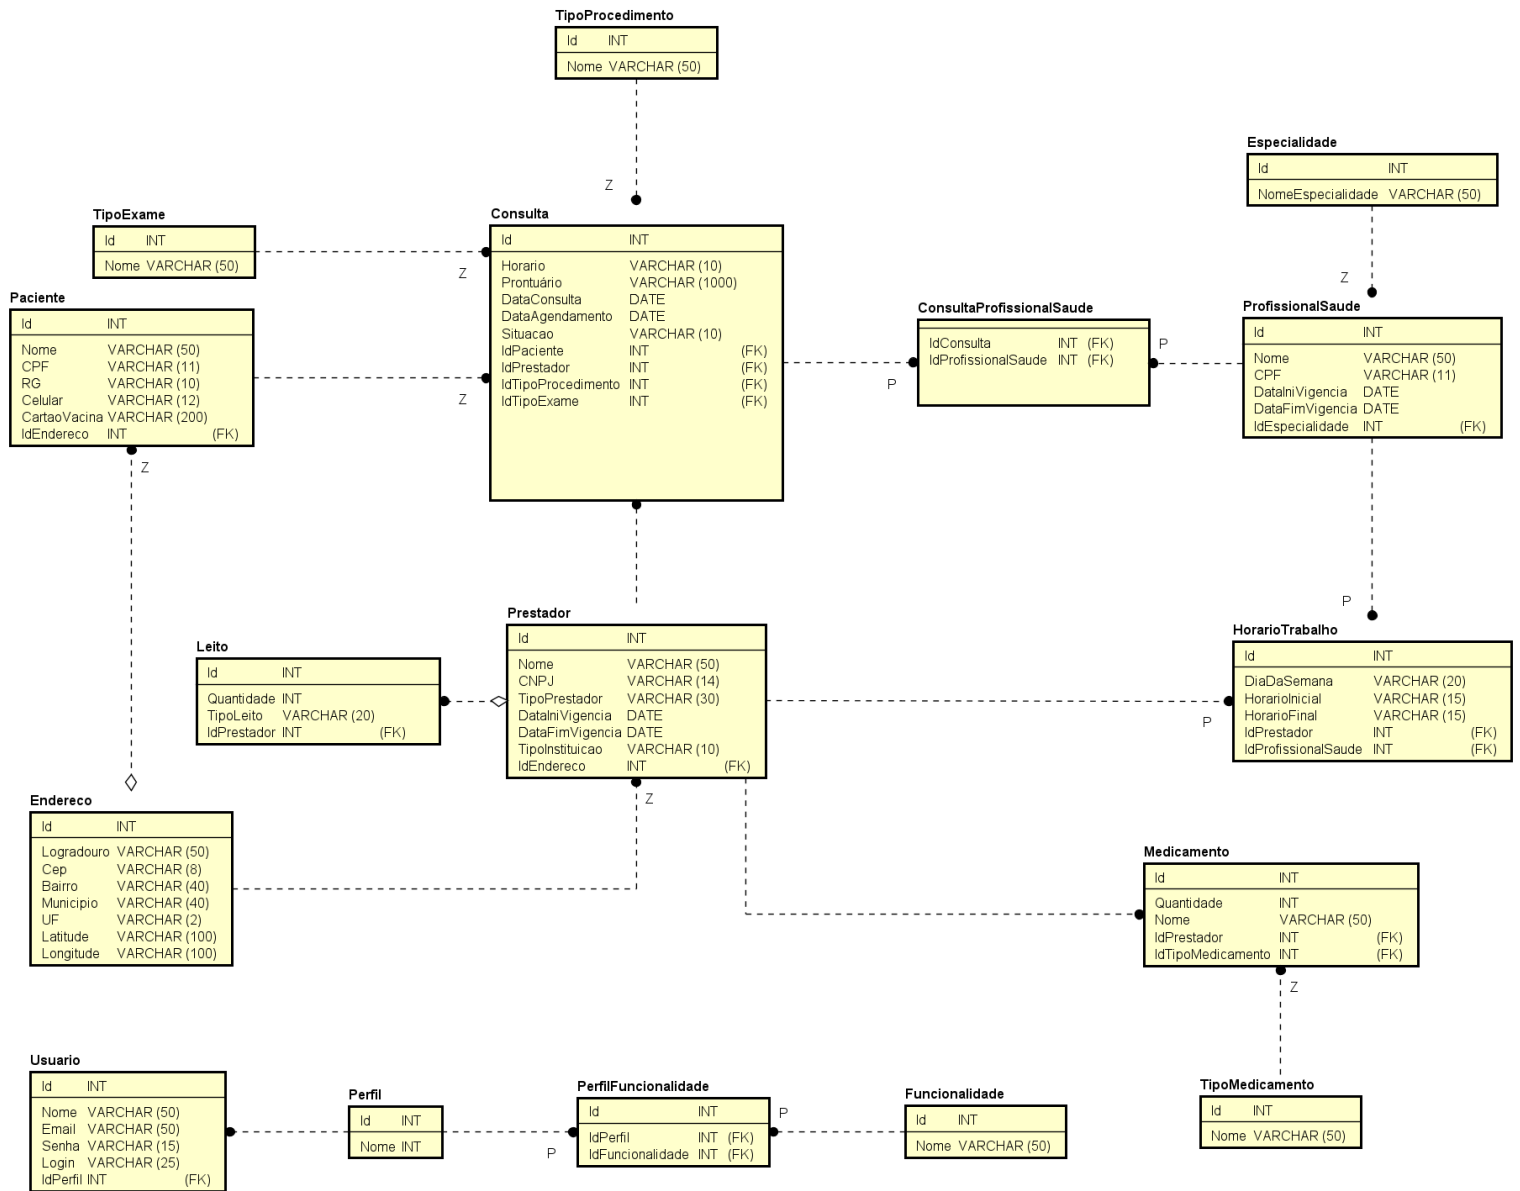 TipoProcedimento
Id INT
Nome VARCHAR (50)
Z
Especialidade
Id INT
NomeEspecialidade VARCHAR (50)
Z
TipoExame
Id INT
Nome VARCHAR (50)
Z
Consulta
Id INT
Horario VARCHAR (10)
Prontuário VARCHAR (1000)
DataConsulta DATE
DataAgendamento DATE
Situacao VARCHAR (10)
IdPaciente INT (FK)
IdPrestador INT (FK)
IdTipoProcedimento INT (FK)
IdTipoExame INT (FK)
Paciente
Id INT
Nome VARCHAR (50)
CPF VARCHAR (11)
RG VARCHAR (10)
Celular VARCHAR (12)
CartaoVacina VARCHAR (200)
IdEndereco INT (FK)
Z
Z
ConsultaProfissionalSaude
IdConsulta INT (FK)
IdProfissionalSaude INT (FK)
P
P
ProfissionalSaude
Id INT
Nome VARCHAR (50)
CPF VARCHAR (11)
DataIniVigencia DATE
DataFimVigencia DATE
IdEspecialidade INT (FK)
P
Prestador
Id INT
Nome VARCHAR (50)
CNPJ VARCHAR (14)
TipoPrestador VARCHAR (30)
DataIniVigencia DATE
DataFimVigencia DATE
TipoInstituicao VARCHAR (10)
IdEndereco INT (FK)
Z
Leito
Id INT
Quantidade INT
TipoLeito VARCHAR (20)
IdPrestador INT (FK)
HorarioTrabalho
Id INT
DiaDaSemana VARCHAR (20)
HorarioInicial VARCHAR (15)
HorarioFinal VARCHAR (15)
IdPrestador INT (FK)
IdProfissionalSaude INT (FK)
P
Endereco
Id INT
Logradouro VARCHAR (50)
Cep VARCHAR (8)
Bairro VARCHAR (40)
Municipio VARCHAR (40)
UF VARCHAR (2)
Latitude VARCHAR (100)
Longitude VARCHAR (100)
Medicamento
Id INT
Quantidade INT
Nome VARCHAR (50)
IdPrestador INT (FK)
IdTipoMedicamento INT (FK)
Z
Usuario
Id INT
Nome VARCHAR (50)
Email VARCHAR (50)
Senha VARCHAR (15)
Login VARCHAR (25)
IdPerfil INT (FK)
Perfil
Id INT
Nome INT
P
PerfilFuncionalidade
Id INT
IdPerfil INT (FK)
IdFuncionalidade INT (FK)
P
Funcionalidade
Id INT
Nome VARCHAR (50)
TipoMedicamento
Id INT
Nome VARCHAR (50)